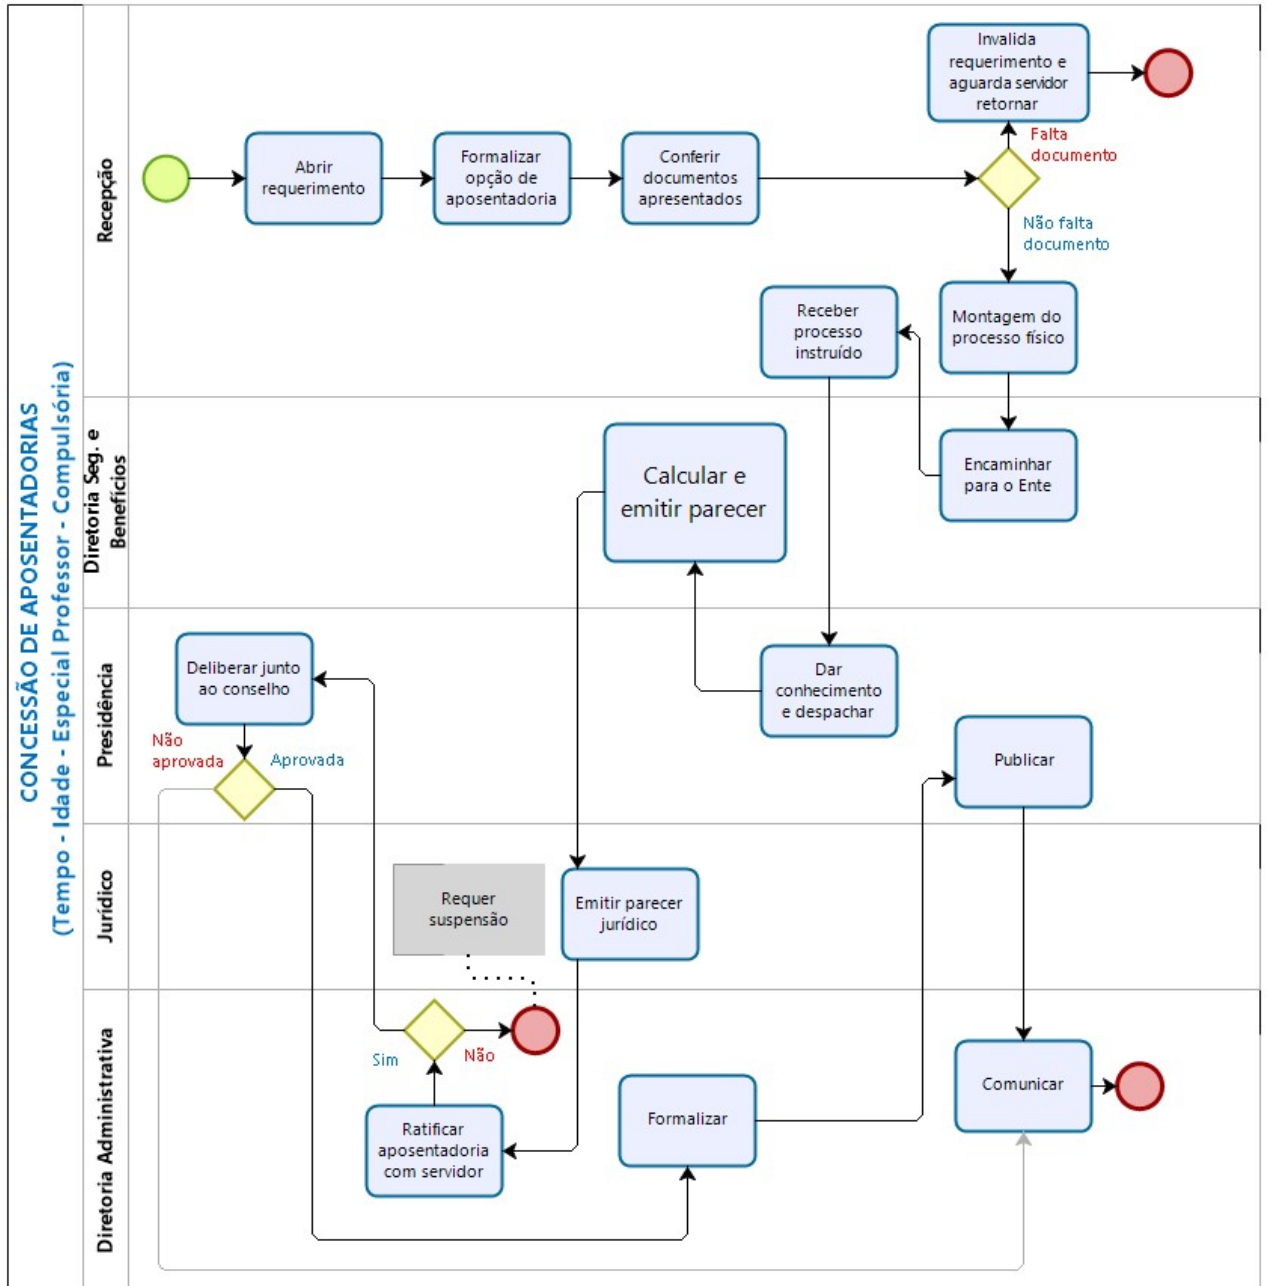 CONCESSÃO DE APOSENTADORIAS
(Tempo - Idade - Especial Professor - Compulsória)
Recepção
Abrir
requerimento
Formalizar
opção de
aposentadoria
Conferir
documentos
apresentados
Invalida
requerimento e
aguarda servidor
retornar
Falta
documento
Não falta
documento
Montagem do
processo físico
Receber
processo
instruído
Diretoria Seg. e
Benefícios
Encaminhar
para o Ente
Calcular e
emitir parecer
Presidência
Dar
conhecimento
e despachar
Deliberar junto
ao conselho
Não
aprovada
Aprovada
Publicar
Jurídico
Requer
suspensão
Emitir parecer
jurídico
Diretoria Administrativa
Sim
Não
Ratificar
aposentadoria
com servidor
Formalizar
Comunicar